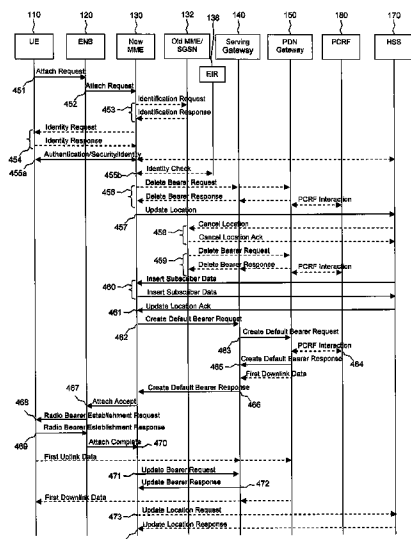 110
120
130
132
138
140
150
160
170
UE
ENB
New
MME
Old MME/
SGSN
Serving
Gateway
PDN
Gateway
PCRF
HSS
EIR
Attach Request
451
Attach Request
452
Identification Request
453
Identification Response
Identity Request
Identity Response
454
Authentication/Security/Identity
455a
455b
Identity Check
Delete Bearer Request
456
Delete Bearer Response
PCRF Interaction
Update Location
457
Cancel Location
458
Cancel Location Ack
Delete Bearer Request
459
Delete Bearer Response
PCRF Interaction
460
Insert Subscriber Data
Insert Subscriber Data
Update Location Ack
461
Create Default Bearer Request
462
Create Default Bearer Request
463
PCRF Interaction
464
Create Default Bearer Response
465
First Downlink Data
Create Default Bearer Response
466
467
Attach Accept
468
Radio Bearer Establishment Request
Radio Bearer Establishment Response
469
Attach Complete
470
First Uplink Data
471
Update Bearer Request
Update Bearer Response
472
First Downlink Data
Update Location Request
473
Update Location Response